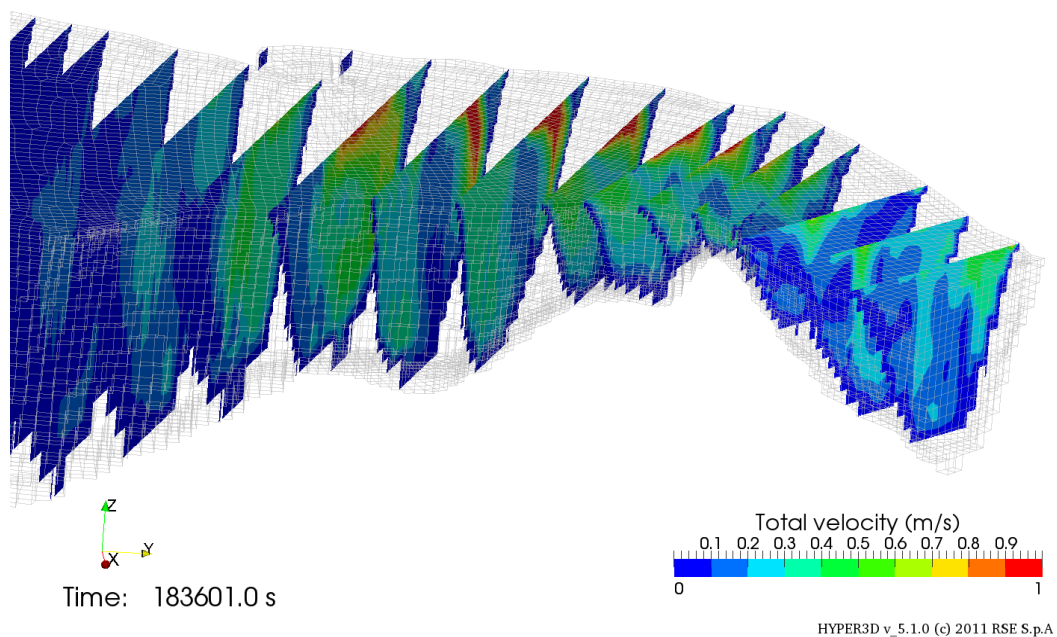 Z
Y
X
Time: 183601.0 s
Total velocity (m/s)
0.1 0.2 0.3 0.4 0.5 0.6 0.7 0.8 0.9
0 1
HYPER3D v_5.1.0 (c) 2011 RSE S.p.A